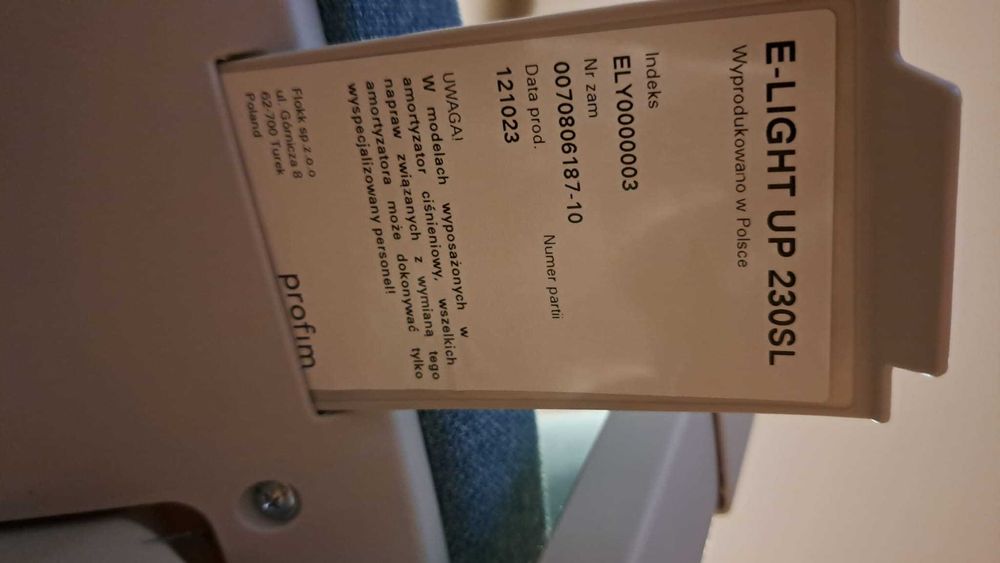 E-LIGHT UP 230SL
Wyprodukowano w Polsce
Indeks
ELY0000003
Nr zam
0070806187-10
Numer partii
Data prod.
121023
UWAGA!
W modelach wyposażonych w
amortyzator ciśnieniowy, wszelkich
napraw związanych z wymianą tego
amortyzatora może dokonywać tylko
wyspecjalizowany personel!
Flokk sp z.o.o
ul. Górnicza 8
62-700 Turek
Poland
profim